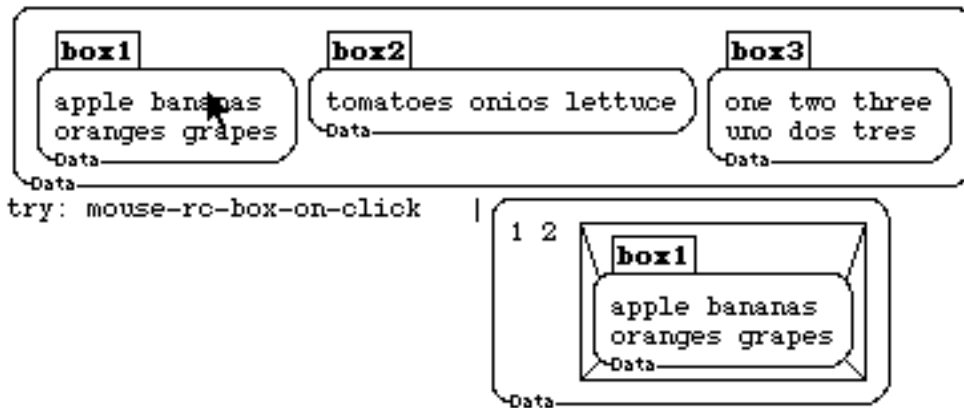 box1
apple bananas
oranges grapes
Data
box2
tomatoes onios lettuce
Data
box3
one two three
uno dos tres
Data
Data
try: mouse-rc-box-on-click |
1 2
box1
apple bananas
oranges grapes
Data
Data